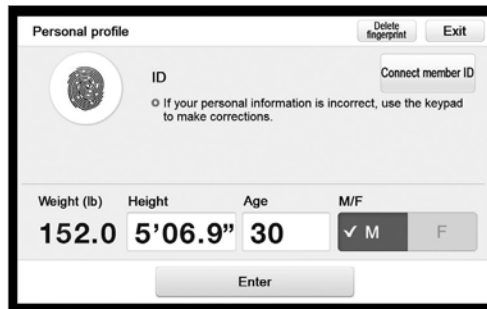 Personal profile
Delete
fingerprint
Exit
ID
Connect member ID
If your personal information is incorrect, use the keypad
to make corrections.
Weight (lb) Height Age M/F
152.0 5’06.9” 30 ✓ M F
Enter